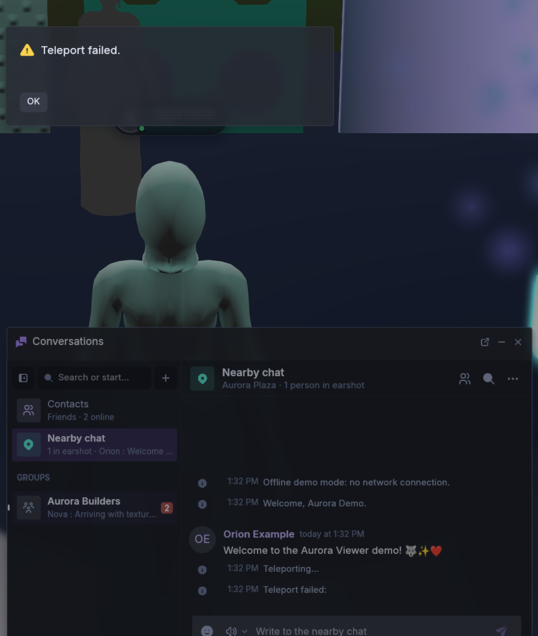 ⚠️ Teleport failed.
OK
Conversations
Search or start...
Contacts
Friends · 2 online
Nearby chat
1 in earshot · Orion : Welcome ...
GROUPS
Aurora Builders
Nova : Arriving with textur...
2
Nearby chat
Aurora Plaza · 1 person in earshot
1:32 PM Offline demo mode: no network connection.
1:32 PM Welcome, Aurora Demo.
OE
Orion Example today at 1:32 PM
Welcome to the Aurora Viewer demo! 🐺✨❤️
1:32 PM Teleporting...
1:32 PM Teleport failed:
Write to the nearby chat